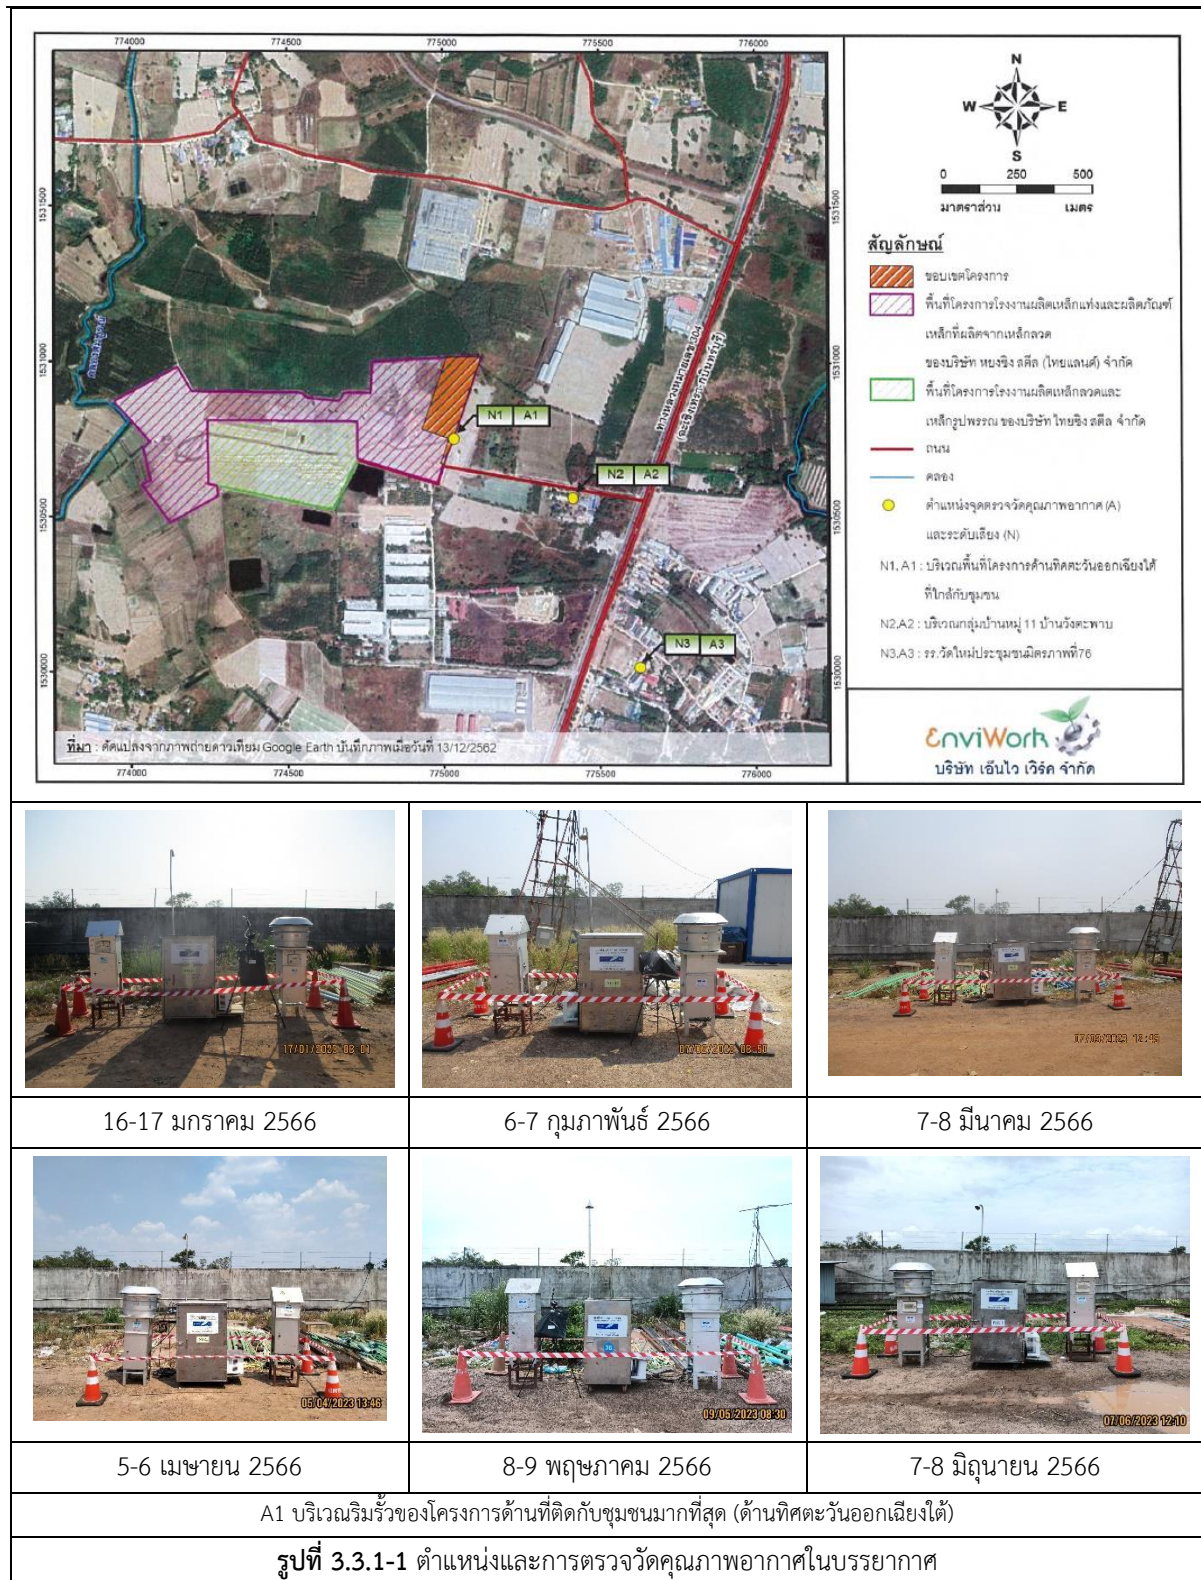 774000 774500 775000 775500 776000
1531500
1531000
1530500
1530000
1531500
1531000
1530500
1530000
ทางหลวงหมายเลข 304
(ฉะเชิงเทรา-กบินทร์บุรี)
N1 A1
N2 A2
N3 A3
ที่มา : ดัดแปลงจากภาพถ่ายดาวเทียม Google Earth บันทึกภาพเมื่อวันที่ 13/12/2562
774000 774500 775000 775500 776000
N
W E
S
0 250 500
มาตราส่วน เมตร
สัญลักษณ์
ขอบเขตโครงการ
พื้นที่โครงการโรงงานผลิตเหล็กแท่งและผลิตภัณฑ์
เหล็กที่ผลิตจากเหล็กลวด
ของบริษัท หยงซิง สตีล (ไทยแลนด์) จำกัด
พื้นที่โครงการโรงงานผลิตเหล็กลวดและ
เหล็กรูปพรรณ ของบริษัท ไทยซิง สตีล จำกัด
ถนน
คลอง
ตำแหน่งจุดตรวจวัดคุณภาพอากาศ (A)
และระดับเสียง (N)
N1, A1 : บริเวณพื้นที่โครงการด้านทิศตะวันออกเฉียงใต้
ที่ใกล้กับชุมชน
N2,A2 : บริเวณกลุ่มบ้านหมู่ 11 บ้านวังตะพาบ
N3,A3 : รร.วัดใหม่ประชุมชนมิตรภาพที่76
EnviWork
บริษัท เอ็นไว เวิร์ค จำกัด
17/01/2023 08:01
07/02/2023 08:50
07/03/2023 12:43
16-17 มกราคม 2566
6-7 กุมภาพันธ์ 2566
7-8 มีนาคม 2566
05/04/2023 13:46
09/05/2023 08:30
07/06/2023 12:10
5-6 เมษายน 2566
8-9 พฤษภาคม 2566
7-8 มิถุนายน 2566
A1 บริเวณริมรั้วของโครงการด้านที่ติดกับชุมชนมากที่สุด (ด้านทิศตะวันออกเฉียงใต้)
รูปที่ 3.3.1-1 ตำแหน่งและการตรวจวัดคุณภาพอากาศในบรรยากาศ